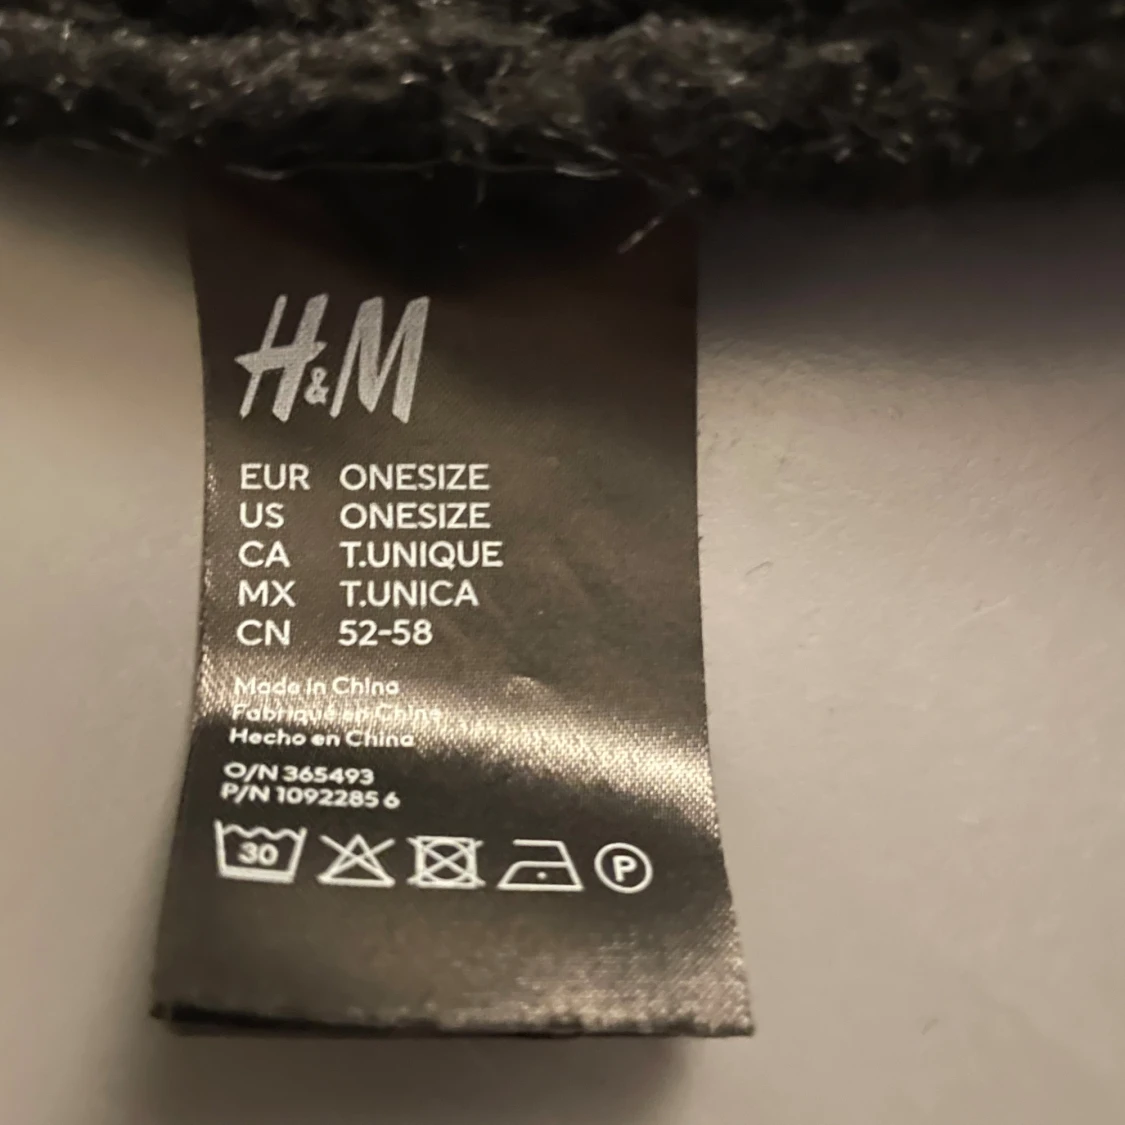 H&M
EUR ONESIZE
US ONESIZE
CA T.UNIQUE
MX T.UNICA
CN 52-58
Made in China
Fabriqué en China
Hecho en China
O/N 365493
P/N 1092285 6
30 P